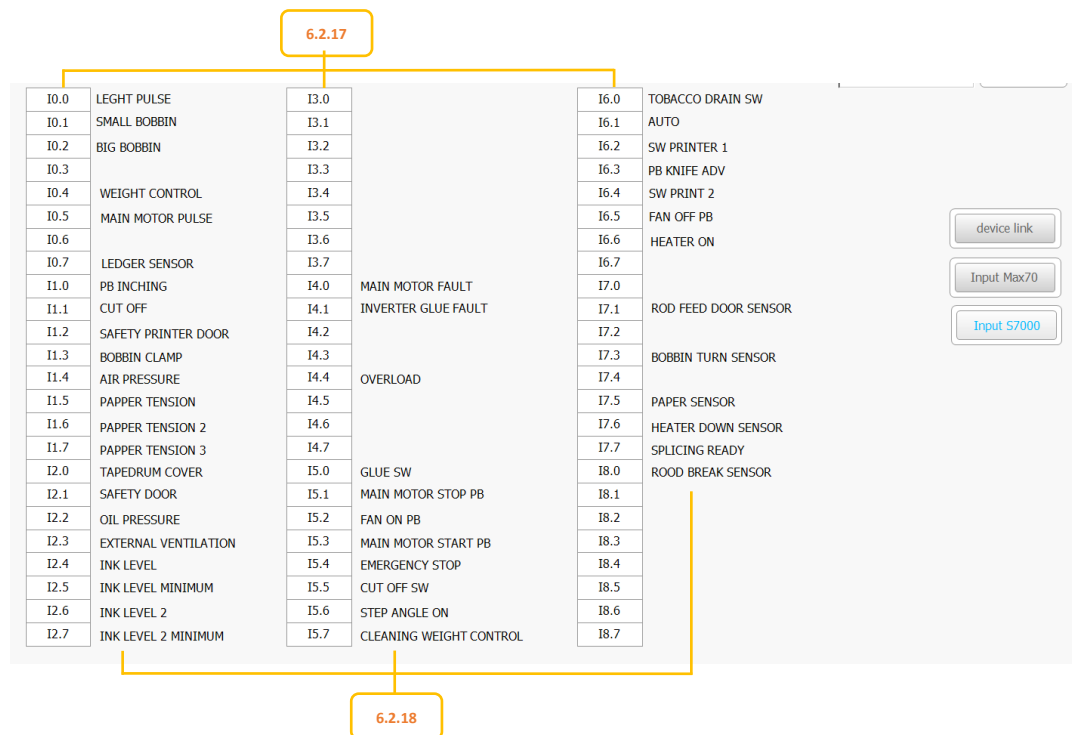 6.2.17
I0.0 LEGHT PULSE
I0.1 SMALL BOBBIN
I0.2 BIG BOBBIN
I0.3
I0.4 WEIGHT CONTROL
I0.5 MAIN MOTOR PULSE
I0.6
I0.7 LEDGER SENSOR
I1.0 PB INCHING
I1.1 CUT OFF
I1.2 SAFETY PRINTER DOOR
I1.3 BOBBIN CLAMP
I1.4 AIR PRESSURE
I1.5 PAPPER TENSION
I1.6 PAPPER TENSION 2
I1.7 PAPPER TENSION 3
I2.0 TAPEDRUM COVER
I2.1 SAFETY DOOR
I2.2 OIL PRESSURE
I2.3 EXTERNAL VENTILATION
I2.4 INK LEVEL
I2.5 INK LEVEL MINIMUM
I2.6 INK LEVEL 2
I2.7 INK LEVEL 2 MINIMUM
I3.0
I3.1
I3.2
I3.3
I3.4
I3.5
I3.6
I3.7
I4.0 MAIN MOTOR FAULT
I4.1 INVERTER GLUE FAULT
I4.2
I4.3
I4.4 OVERLOAD
I4.5
I4.6
I4.7
I5.0 GLUE SW
I5.1 MAIN MOTOR STOP PB
I5.2 FAN ON PB
I5.3 MAIN MOTOR START PB
I5.4 EMERGENCY STOP
I5.5 CUT OFF SW
I5.6 STEP ANGLE ON
I5.7 CLEANING WEIGHT CONTROL
I6.0 TOBACCO DRAIN SW
I6.1 AUTO
I6.2 SW PRINTER 1
I6.3 PB KNIFE ADV
I6.4 SW PRINT 2
I6.5 FAN OFF PB
I6.6 HEATER ON
I6.7
I7.0
I7.1 ROD FEED DOOR SENSOR
I7.2
I7.3 BOBBIN TURN SENSOR
I7.4
I7.5 PAPER SENSOR
I7.6 HEATER DOWN SENSOR
I7.7 SPLICING READY
I8.0 ROOD BREAK SENSOR
I8.1
I8.2
I8.3
I8.4
I8.5
I8.6
I8.7
device link
Input Max70
Input S7000
6.2.18